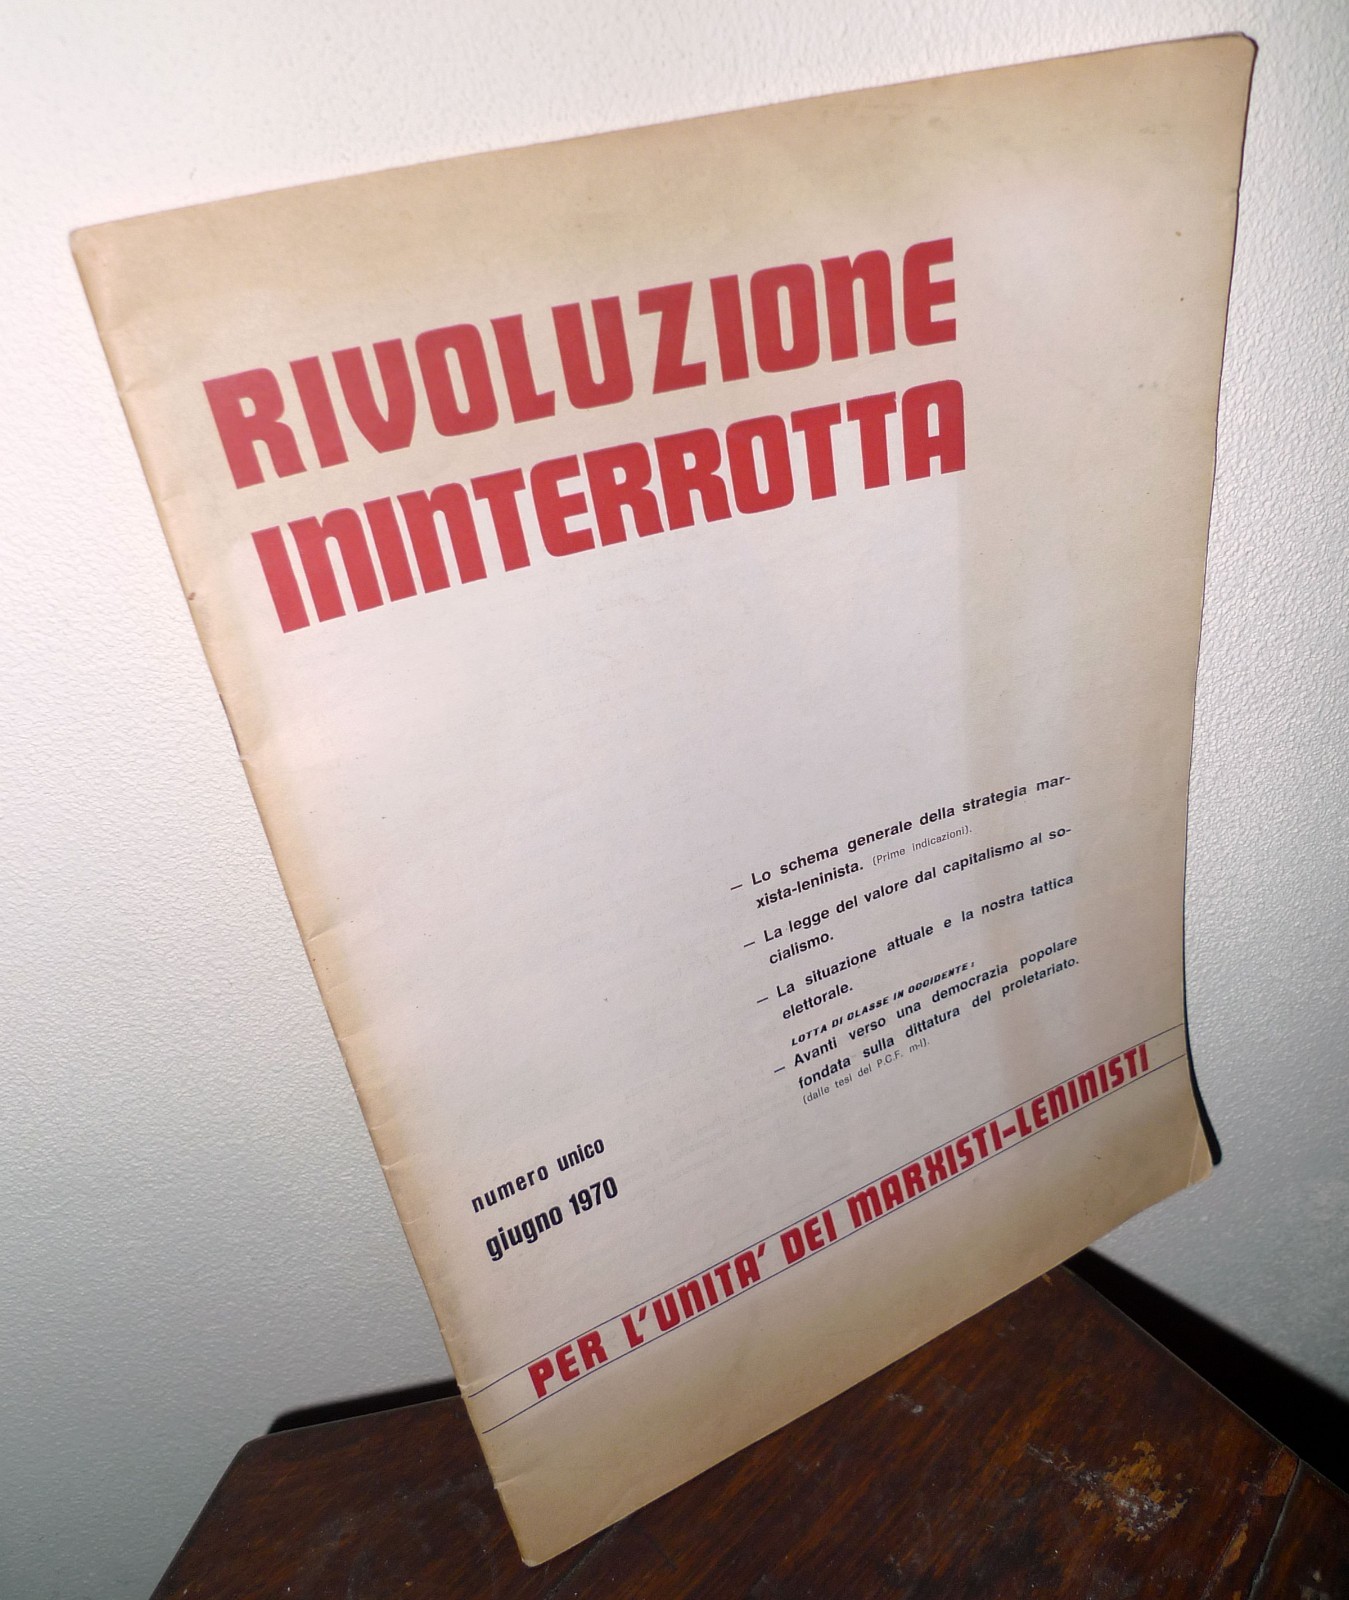 RIVOLUZIONE
ININTERROTTA
— Lo schema generale della strategia mar-
xista-leninista. (Prime indicazioni).
— La legge del valore dal capitalismo al so-
cialismo.
— La situazione attuale e la nostra tattica
elettorale.
LOTTA DI CLASSE IN OCCIDENTE :
— Avanti verso una democrazia popolare
fondata sulla dittatura del proletariato.
(dalle tesi del P.C.F. m-l).
numero unico
giugno 1970
PER L'UNITA' DEI MARXISTI-LENINISTI